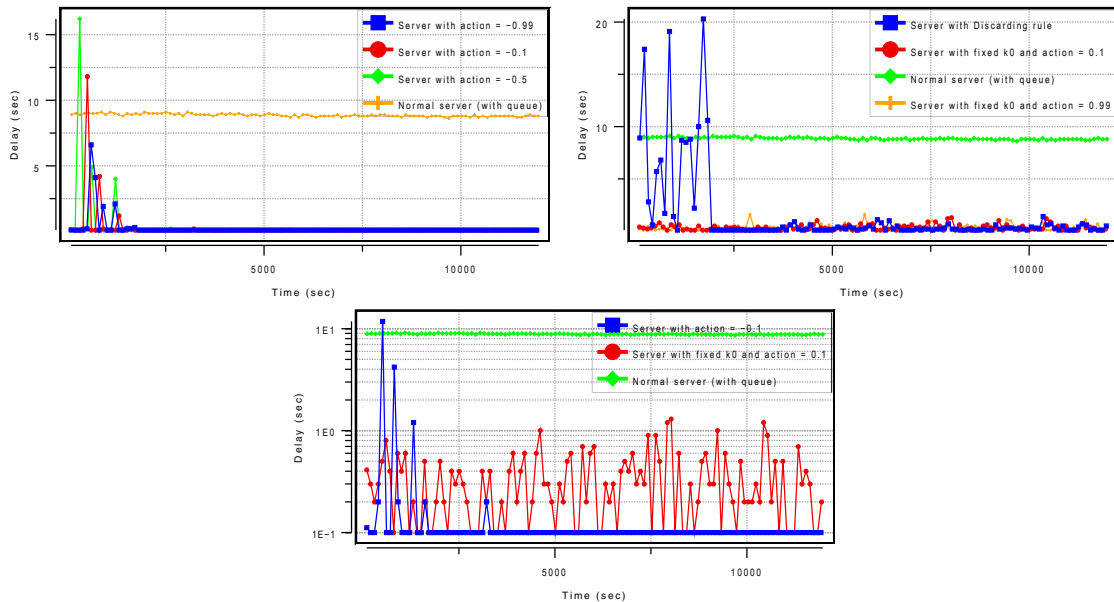 Server with action = −0.99
Server with action = −0.1
Server with action = −0.5
Normal server (with queue)
15
10
5
Delay (sec)
5000
10000
Time (sec)
Server with Discarding rule
Server with fixed k0 and action = 0.1
Normal server (with queue)
Server with fixed k0 and action = 0.99
20
10
Delay (sec)
5000
10000
Time (sec)
Server with action = −0.1
Server with fixed k0 and action = 0.1
Normal server (with queue)
1E1
1E0
1E−1
Delay (sec)
5000
10000
Time (sec)